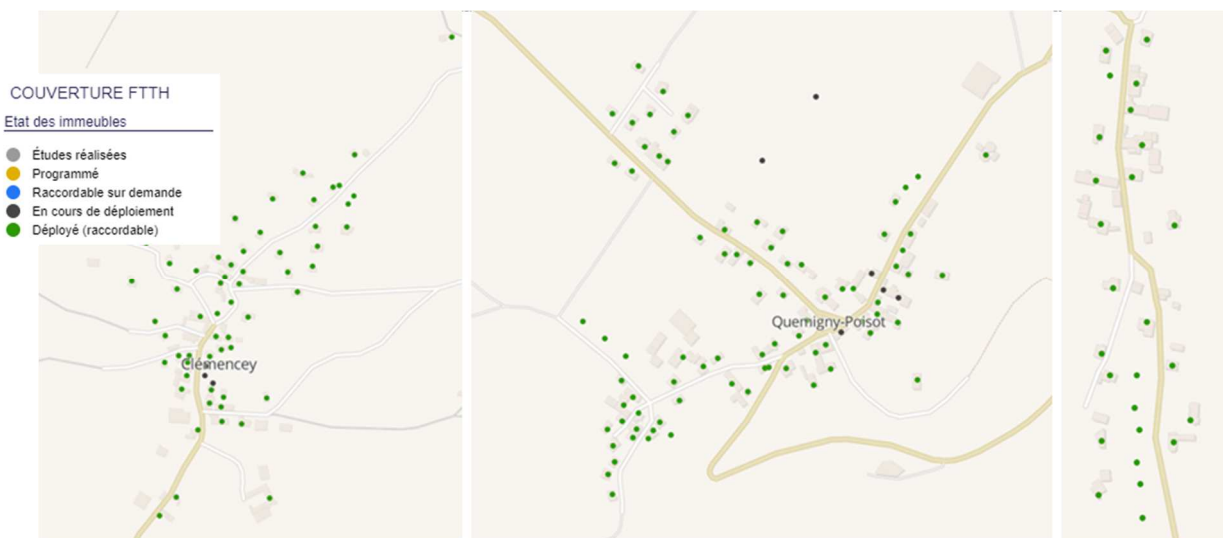 COUVERTURE FTTH
Etat des immeubles
Études réalisées
Programmé
Raccordable sur demande
En cours de déploiement
Déployé (raccordable)
Clémencey
Quemigny-Poisot